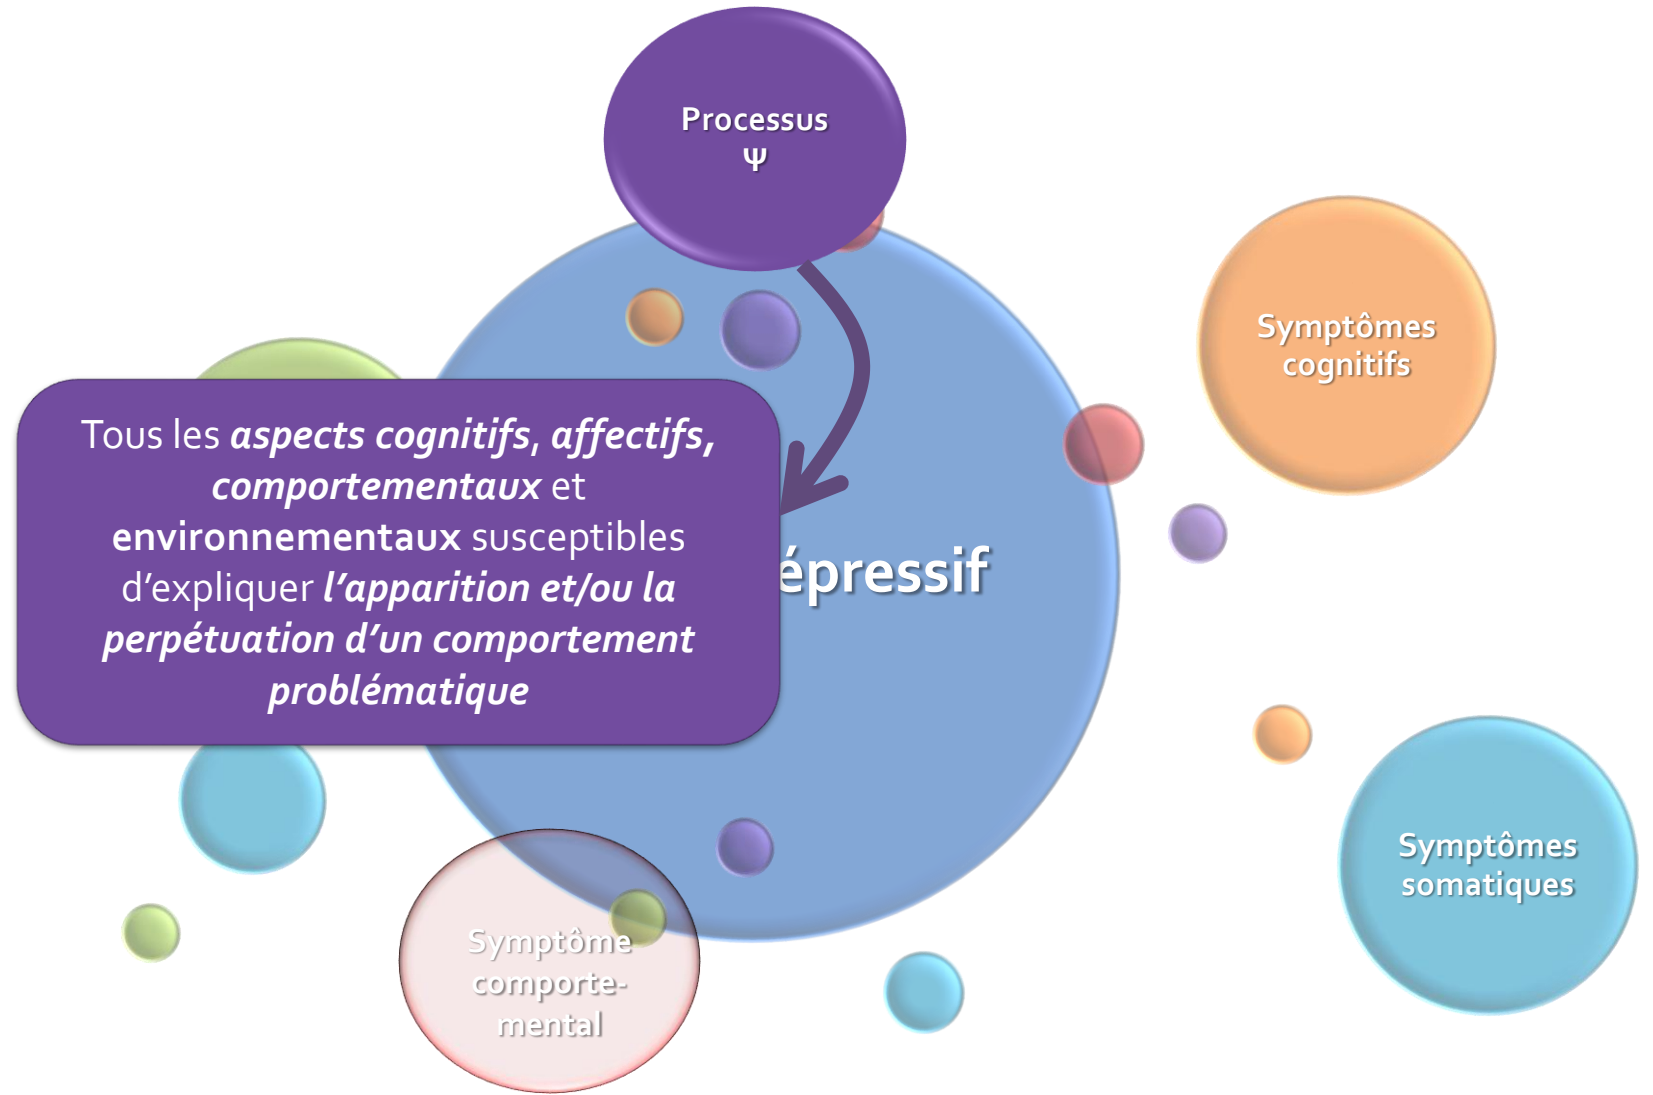 Processus
Ψ
Symptômes
cognitifs
Tous les aspects cognitifs, affectifs,
comportementaux et
environnementaux susceptibles
d’expliquer l’apparition et/ou la
perpétuation d’un comportement
problématique
Symptômes
somatiques
Symptôme
comporte-
mental